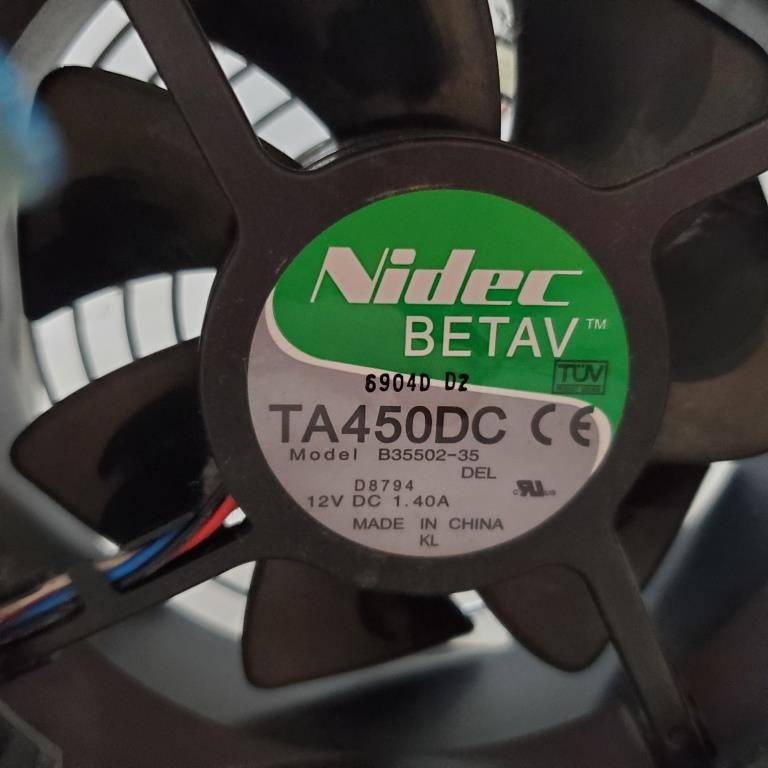 Nidec
BETAV™
TÜV
6904D D2
TA450DC CE
Model B35502-35
DEL
D8794
12V DC 1.40A
MADE IN CHINA
KL